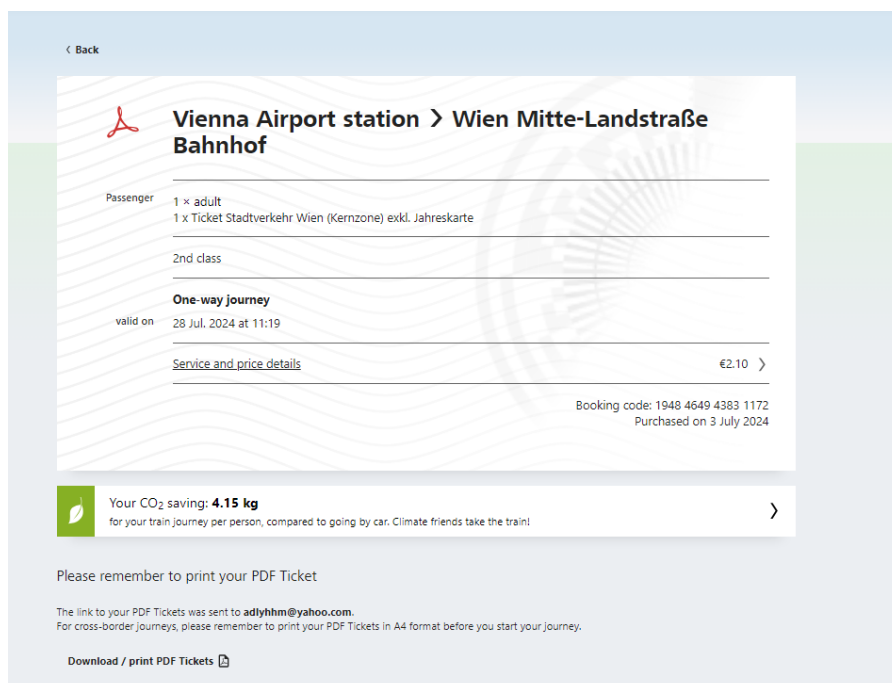 Back
Vienna Airport station > Wien Mitte-Landstraße
Bahnhof
Passenger
1 × adult
1 x Ticket Stadtverkehr Wien (Kernzone) exkl. Jahreskarte
2nd class
One-way journey
valid on 28 Jul. 2024 at 11:19
Service and price details €2.10
Booking code: 1948 4649 4383 1172
Purchased on 3 July 2024
Your CO₂ saving: 4.15 kg
for your train journey per person, compared to going by car. Climate friends take the train!
Please remember to print your PDF Ticket
The link to your PDF Tickets was sent to adlyhhm@yahoo.com.
For cross-border journeys, please remember to print your PDF Tickets in A4 format before you start your journey.
Download / print PDF Tickets